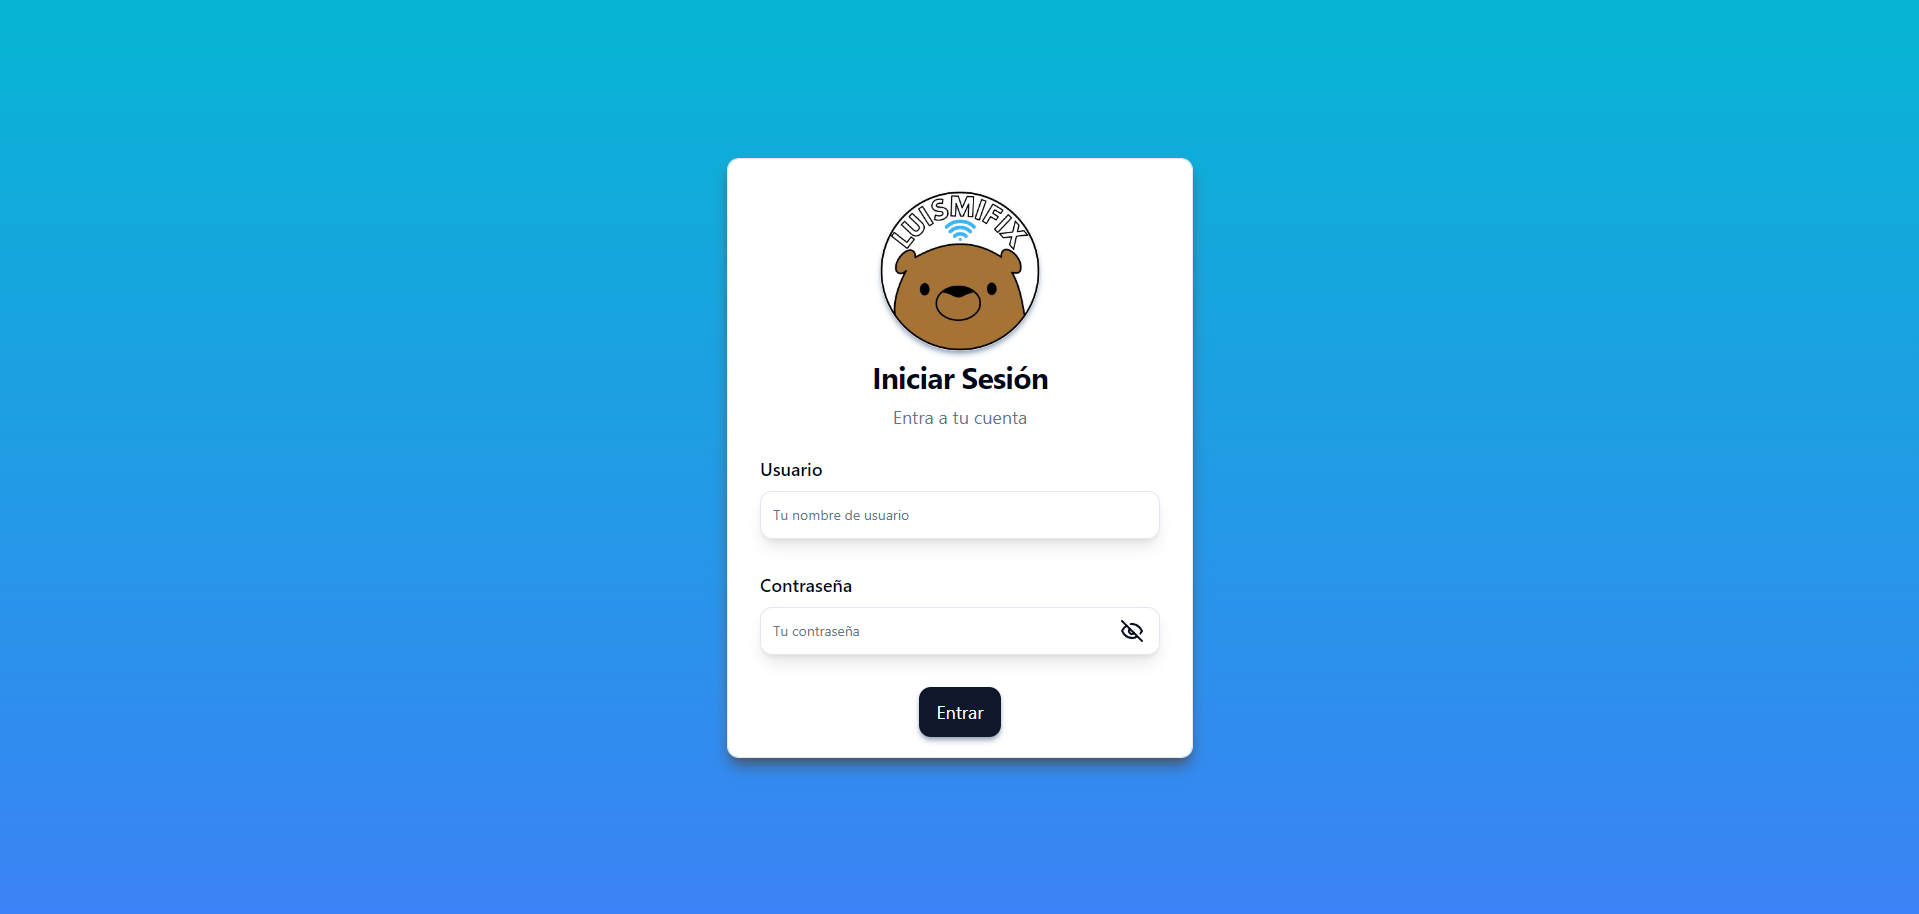 LUISMIFIX
Iniciar Sesión
Entra a tu cuenta
Usuario
Tu nombre de usuario
Contraseña
Tu contraseña
Entrar